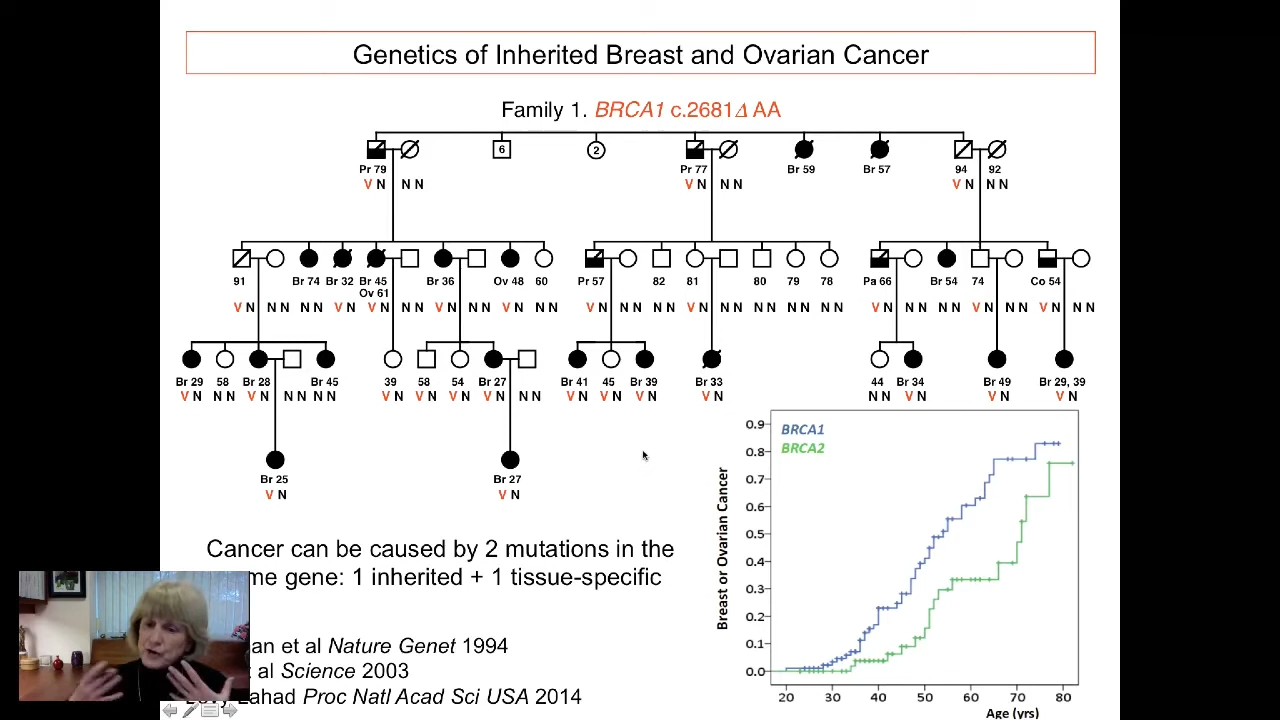 Genetics of Inherited Breast and Ovarian Cancer
Family 1. BRCA1 c.2681Δ AA
6
2
Pr 79
Pr 77
Br 59
Br 57
94
92
V N
N N
V N
N N
V N
N N
91
Br 74
Br 32
Br 45
Ov 61
Br 36
Ov 48
60
Pr 57
82
81
80
79
78
Pa 66
Br 54
74
Co 54
V N
N N
N N
V N
V N
N N
V N
N N
V N
N N
V N
N N
N N
V N
N N
N N
N N
N N
V N
N N
N N
V N
N N
V N
N N
Br 29
58
Br 28
Br 45
39
58
54
Br 27
Br 41
45
Br 39
Br 33
44
Br 34
Br 49
Br 29, 39
V N
N N
V N
N N
N N
V N
V N
V N
V N
N N
V N
V N
V N
V N
N N
V N
V N
V N
Br 25
Br 27
V N
V N
Cancer can be caused by 2 mutations in the
me gene: 1 inherited + 1 tissue-specific
an et al Nature Genet 1994
al Science 2003
Lahad Proc Natl Acad Sci USA 2014
BRCA1
BRCA2
Breast or Ovarian Cancer
0.9
0.8
0.7
0.6
0.5
0.4
0.3
0.2
0.1
0.0
20 30 40 50 60 70 80
Age (yrs)